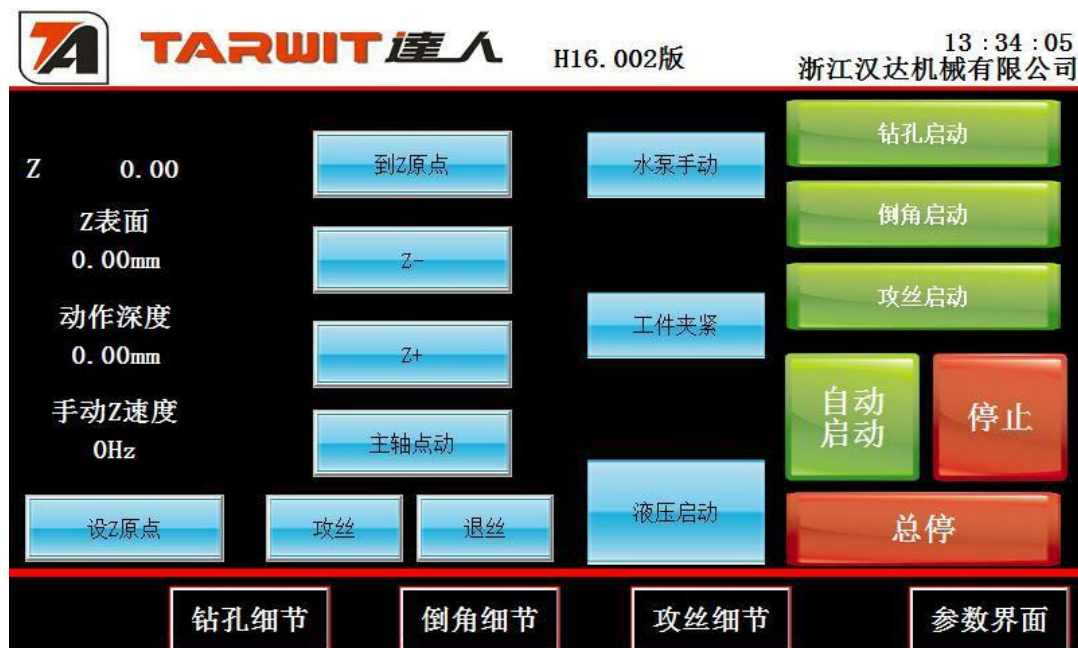 TA TARWIT達人
H16.002版
13:34:05
浙江汉达机械有限公司
Z 0.00
Z表面
0.00mm
动作深度
0.00mm
手动Z速度
0Hz
设Z原点
到Z原点
Z-
Z+
主轴点动
攻丝
退丝
水泵手动
工件夹紧
液压启动
钻孔启动
倒角启动
攻丝启动
自动
启动
停止
总停
钻孔细节
倒角细节
攻丝细节
参数界面